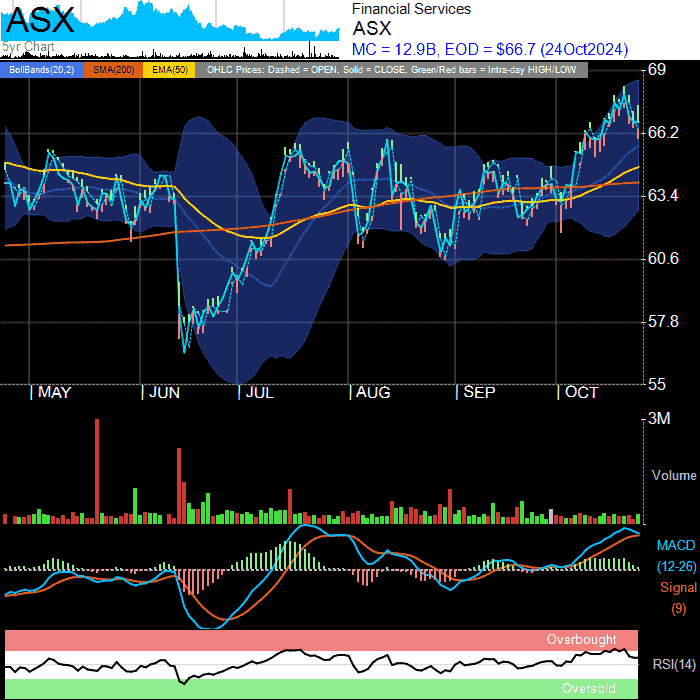 ASX
5yr Chart
Financial Services
ASX
MC = 12.9B, EOD = $66.7 (24Oct2024)
BollBands(20,2) SMA(200) EMA(50) OHLC Prices: Dashed = OPEN, Solid = CLOSE, Green/Red bars = Intra-day HIGH/LOW
69
66.2
63.4
60.6
57.8
55
MAY JUN JUL AUG SEP OCT
3M
Volume
MACD
(12-26)
Signal
(9)
Overbought
RSI(14)
Oversold